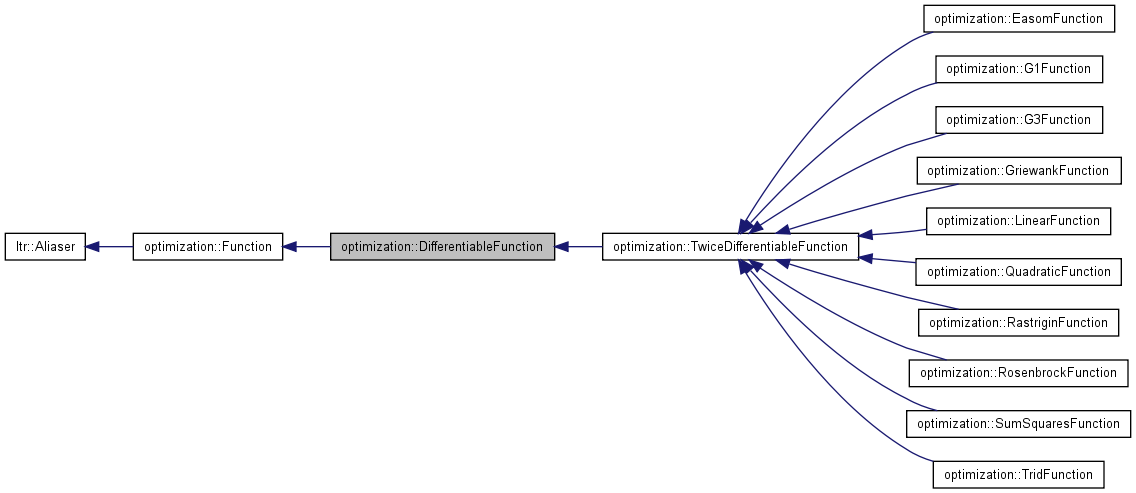 optimization::EasomFunction
optimization::G1Function
optimization::G3Function
optimization::GriewankFunction
optimization::LinearFunction
ltr::Aliaser
optimization::Function
optimization::DifferentiableFunction
optimization::TwiceDifferentiableFunction
optimization::QuadraticFunction
optimization::RastriginFunction
optimization::RosenbrockFunction
optimization::SumSquaresFunction
optimization::TridFunction